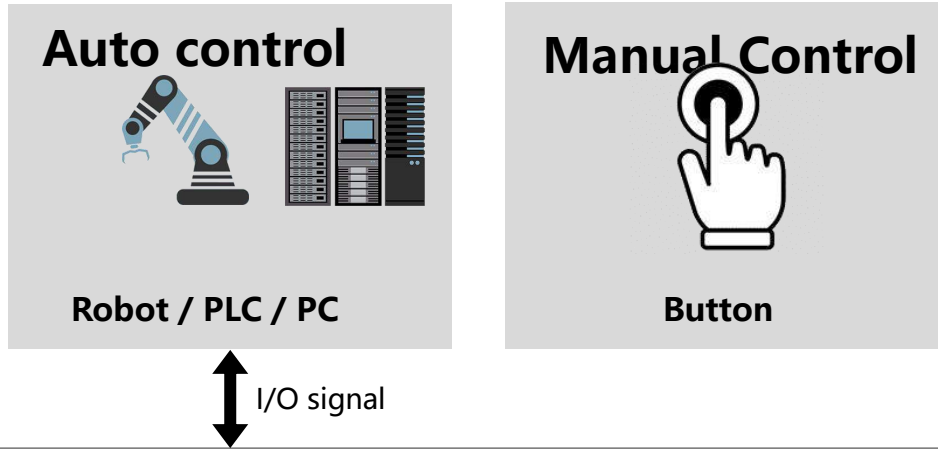 Auto control
Robot / PLC / PC
Manual Control
Button
I/O signal